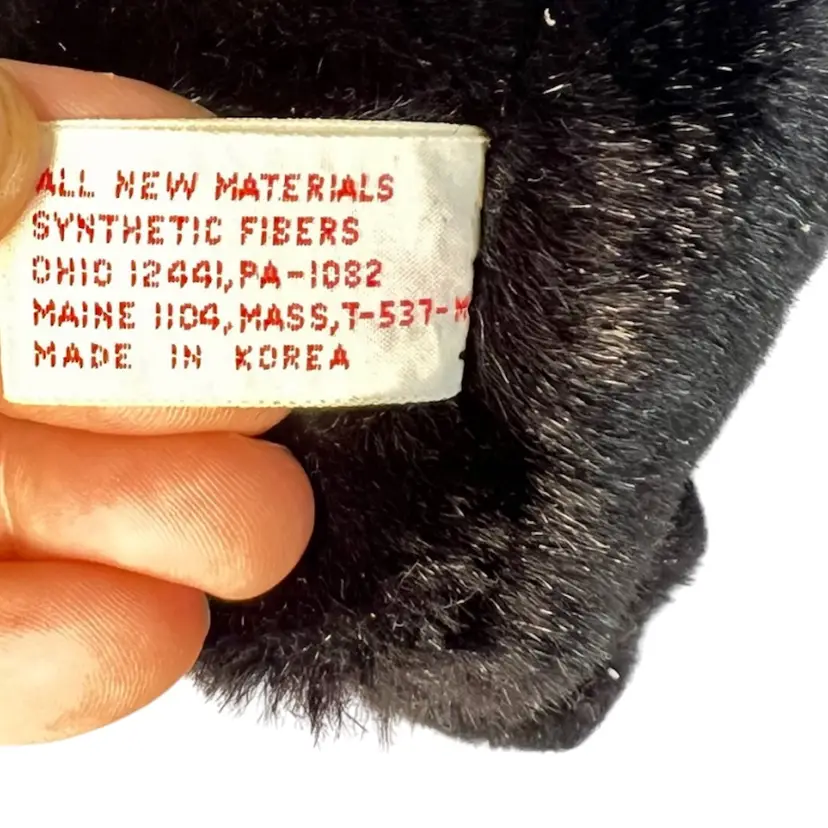 ALL NEW MATERIALS
SYNTHETIC FIBERS
OHIO 12441, PA-1082
MAINE 1104, MASS, T-537-M
MADE IN KOREA